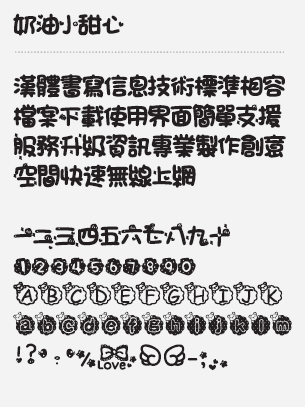 奶油小甜心
漢體書寫信息技術標準相容
檔案下載使用界面簡單支援
服務升級資訊專業製作創意
空間快速無線上網
一二三四五六七八九十
1234567890
ABCDEFGHIJK
abcdefghijklm
!?
%Love-;